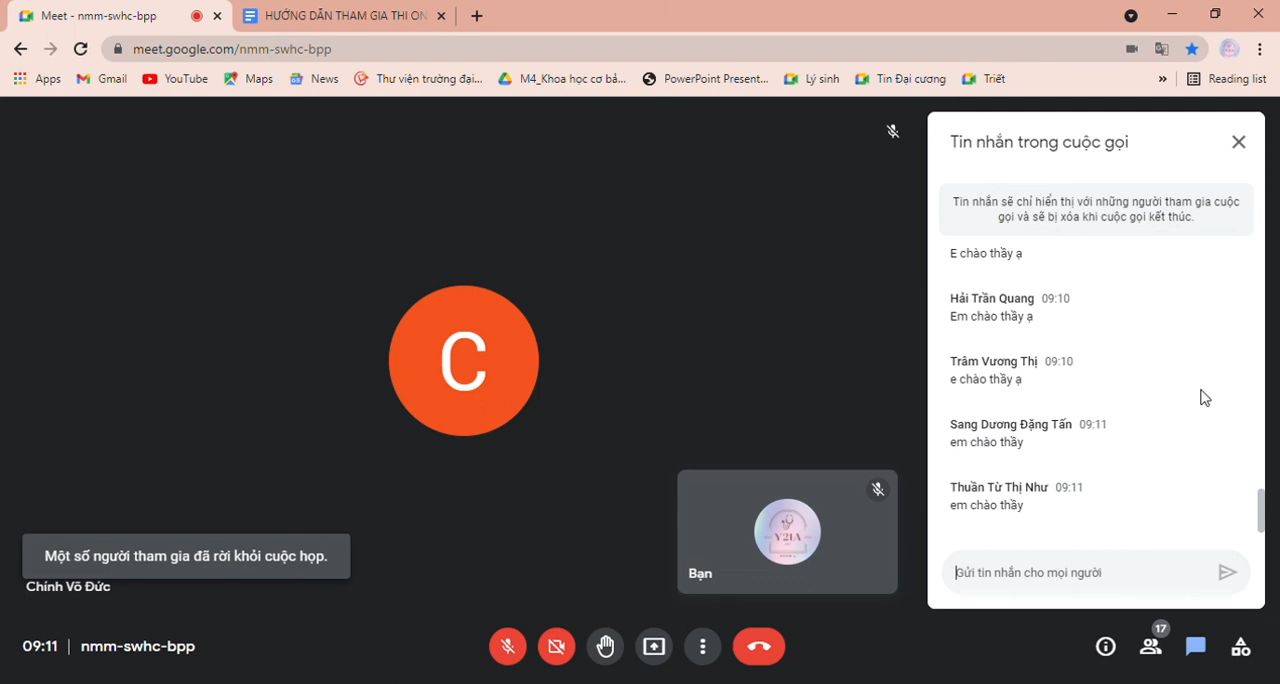 Meet - nmm-swhc-bpp
HƯỚNG DẪN THAM GIA THI ON
meet.google.com/nmm-swhc-bpp
Apps
Gmail
YouTube
Maps
News
Thư viện trường đại...
M4_Khoa học cơ bả...
PowerPoint Present...
Lý sinh
Tin Đại cương
Triết
»
Reading list
Tin nhắn trong cuộc gọi
Tin nhắn sẽ chỉ hiển thị với những người tham gia cuộc
gọi và sẽ bị xóa khi cuộc gọi kết thúc.
E chào thầy ạ
Hải Trần Quang 09:10
Em chào thầy ạ
Trâm Vương Thị 09:10
e chào thầy ạ
Sang Dương Đặng Tấn 09:11
em chào thầy
Thuần Từ Thị Như 09:11
em chào thầy
Gửi tin nhắn cho mọi người
C
Y21A
Bạn
Một số người tham gia đã rời khỏi cuộc họp.
Chính Võ Đức
09:11 | nmm-swhc-bpp
17